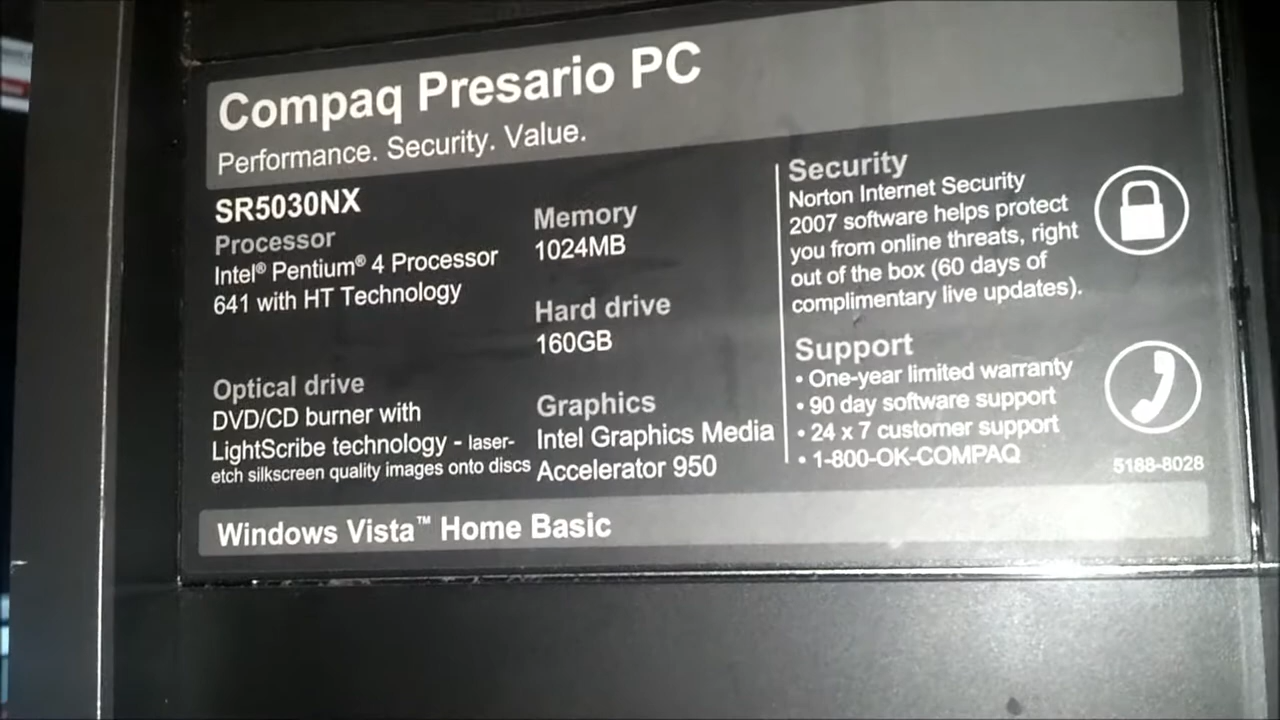 Compaq Presario PC
Performance. Security. Value.
SR5030NX
Processor
Intel® Pentium® 4 Processor
641 with HT Technology
Optical drive
DVD/CD burner with
LightScribe technology - laser-
etch silkscreen quality images onto discs
Memory
1024MB
Hard drive
160GB
Graphics
Intel Graphics Media
Accelerator 950
Security
Norton Internet Security
2007 software helps protect
you from online threats, right
out of the box (60 days of
complimentary live updates).
Support
• One-year limited warranty
• 90 day software support
• 24 x 7 customer support
• 1-800-OK-COMPAQ
5188-8028
Windows Vista™ Home Basic